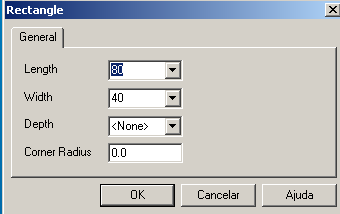 Rectangle
General
Length 80
Width 40
Depth <None>
Corner Radius 0.0
OK Cancelar Ajuda